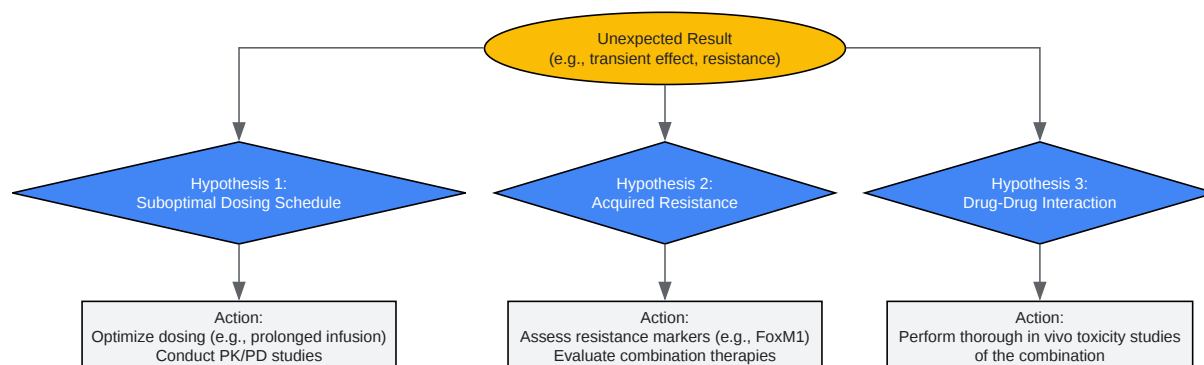 Unexpected Result
(e.g., transient effect, resistance)
Hypothesis 1:
Suboptimal Dosing Schedule
Hypothesis 2:
Acquired Resistance
Hypothesis 3:
Drug-Drug Interaction
Action:
Optimize dosing (e.g., prolonged infusion)
Conduct PK/PD studies
Action:
Assess resistance markers (e.g., FoxM1)
Evaluate combination therapies
Action:
Perform thorough in vivo toxicity studies
of the combination